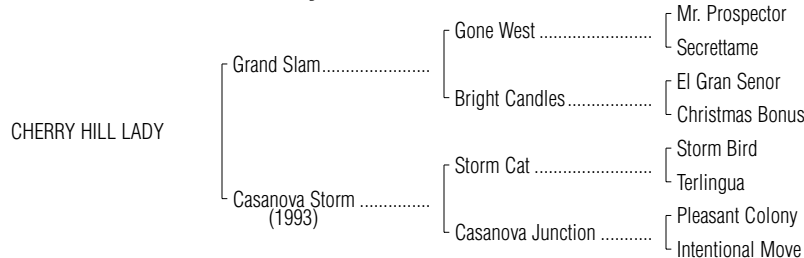 Mr. Prospector
Gone West ........................
Secrettame
Grand Slam.......................
El Gran Senor
Bright Candles..................
Christmas Bonus
CHERRY HILL LADY
Storm Bird
Storm Cat .........................
Terlingua
Casanova Storm ...............
(1993)
Pleasant Colony
Casanova Junction ...........
Intentional Move